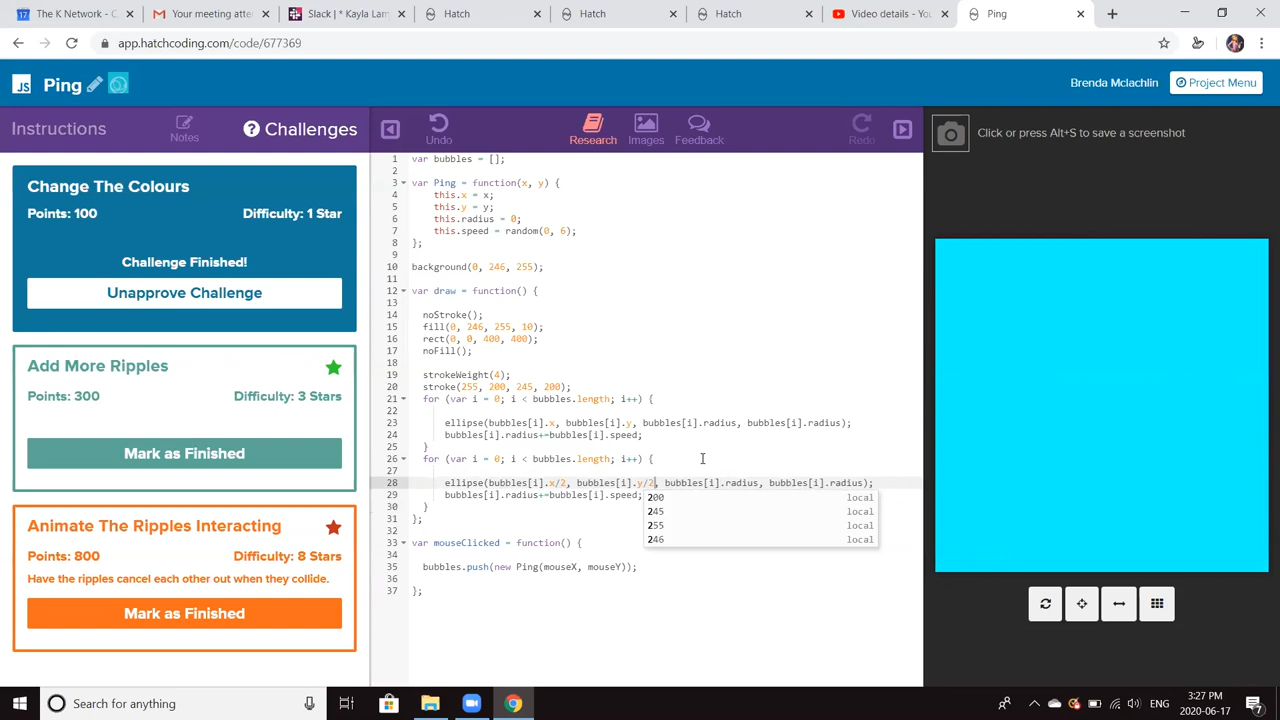 The K Network - C
Your meeting atte
Slack | * Kayla Lam
Hatch
Hatch
Hatch
Video details - You
Ping
app.hatchcoding.com/code/677369
JS Ping
Brenda Mclachlin
Project Menu
Instructions
Notes
Challenges
Undo
Research
Images
Feedback
Redo
Click or press Alt+S to save a screenshot
Change The Colours
Points: 100 Difficulty: 1 Star
Challenge Finished!
Unapprove Challenge
Add More Ripples
Points: 300 Difficulty: 3 Stars
Mark as Finished
Animate The Ripples Interacting
Points: 800 Difficulty: 8 Stars
Have the ripples cancel each other out when they collide.
Mark as Finished
1 var bubbles = [];
2
3 var Ping = function(x, y) {
4 this.x = x;
5 this.y = y;
6 this.radius = 0;
7 this.speed = random(0, 6);
8 };
9
10 background(0, 246, 255);
11
12 var draw = function() {
13
14 noStroke();
15 fill(0, 246, 255, 10);
16 rect(0, 0, 400, 400);
17 noFill();
18
19 strokeWeight(4);
20 stroke(255, 200, 245, 200);
21 for (var i = 0; i < bubbles.length; i++) {
22
23 ellipse(bubbles[i].x, bubbles[i].y, bubbles[i].radius, bubbles[i].radius);
24 bubbles[i].radius+=bubbles[i].speed;
25 }
26 for (var i = 0; i < bubbles.length; i++) {
27
28 ellipse(bubbles[i].x/2, bubbles[i].y/2, bubbles[i].radius, bubbles[i].radius);
29 bubbles[i].radius+=bubbles[i].speed;
30 }
31 };
32
33 var mouseClicked = function() {
34
35 bubbles.push(new Ping(mouseX, mouseY));
36
37 };
200 local
245 local
255 local
246 local
Search for anything
ENG
3:27 PM
2020-06-17
7